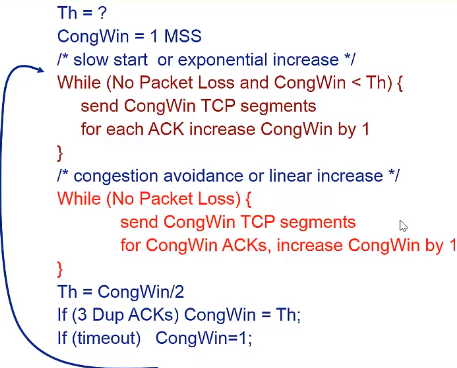 Th = ?
CongWin = 1 MSS
/* slow start or exponential increase */
While (No Packet Loss and CongWin < Th) {
send CongWin TCP segments
for each ACK increase CongWin by 1
}
/* congestion avoidance or linear increase */
While (No Packet Loss) {
send CongWin TCP segments
for CongWin ACKs, increase CongWin by 1
}
Th = CongWin/2
If (3 Dup ACKs) CongWin = Th;
If (timeout) CongWin=1;